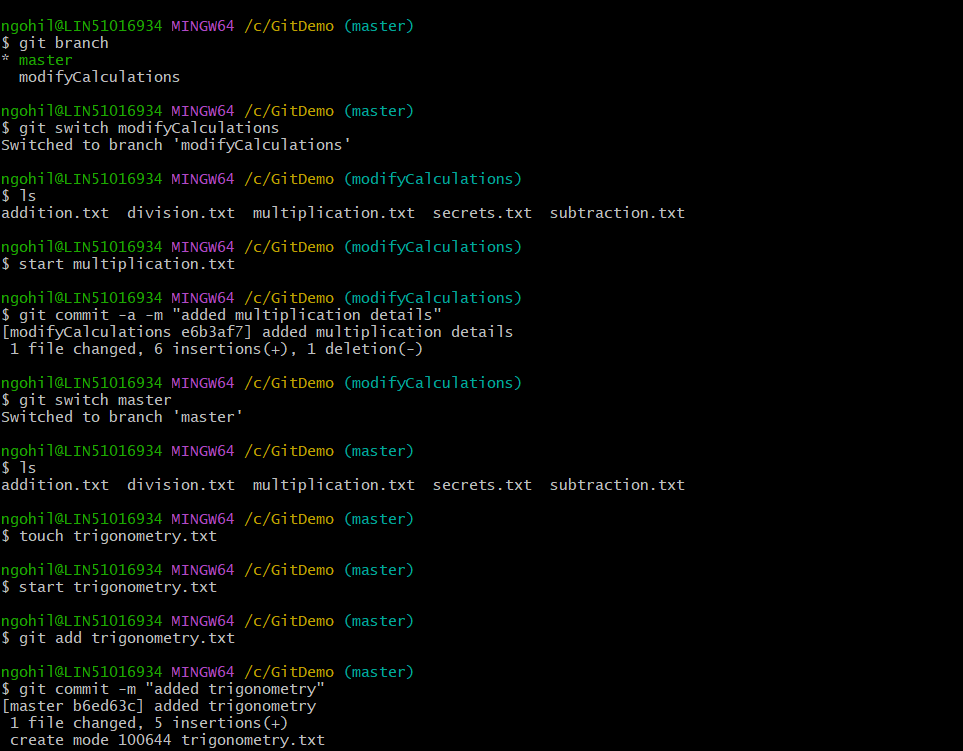 ngohil@LIN51016934 MINGW64 /c/GitDemo (master)
$ git branch
* master
  modifyCalculations
ngohil@LIN51016934 MINGW64 /c/GitDemo (master)
$ git switch modifyCalculations
Switched to branch 'modifyCalculations'
ngohil@LIN51016934 MINGW64 /c/GitDemo (modifyCalculations)
$ ls
addition.txt  division.txt  multiplication.txt  secrets.txt  subtraction.txt
ngohil@LIN51016934 MINGW64 /c/GitDemo (modifyCalculations)
$ start multiplication.txt
ngohil@LIN51016934 MINGW64 /c/GitDemo (modifyCalculations)
$ git commit -a -m "added multiplication details"
[modifyCalculations e6b3af7] added multiplication details
 1 file changed, 6 insertions(+), 1 deletion(-)
ngohil@LIN51016934 MINGW64 /c/GitDemo (modifyCalculations)
$ git switch master
Switched to branch 'master'
ngohil@LIN51016934 MINGW64 /c/GitDemo (master)
$ ls
addition.txt  division.txt  multiplication.txt  secrets.txt  subtraction.txt
ngohil@LIN51016934 MINGW64 /c/GitDemo (master)
$ touch trigonometry.txt
ngohil@LIN51016934 MINGW64 /c/GitDemo (master)
$ start trigonometry.txt
ngohil@LIN51016934 MINGW64 /c/GitDemo (master)
$ git add trigonometry.txt
ngohil@LIN51016934 MINGW64 /c/GitDemo (master)
$ git commit -m "added trigonometry"
[master b6ed63c] added trigonometry
 1 file changed, 5 insertions(+)
 create mode 100644 trigonometry.txt